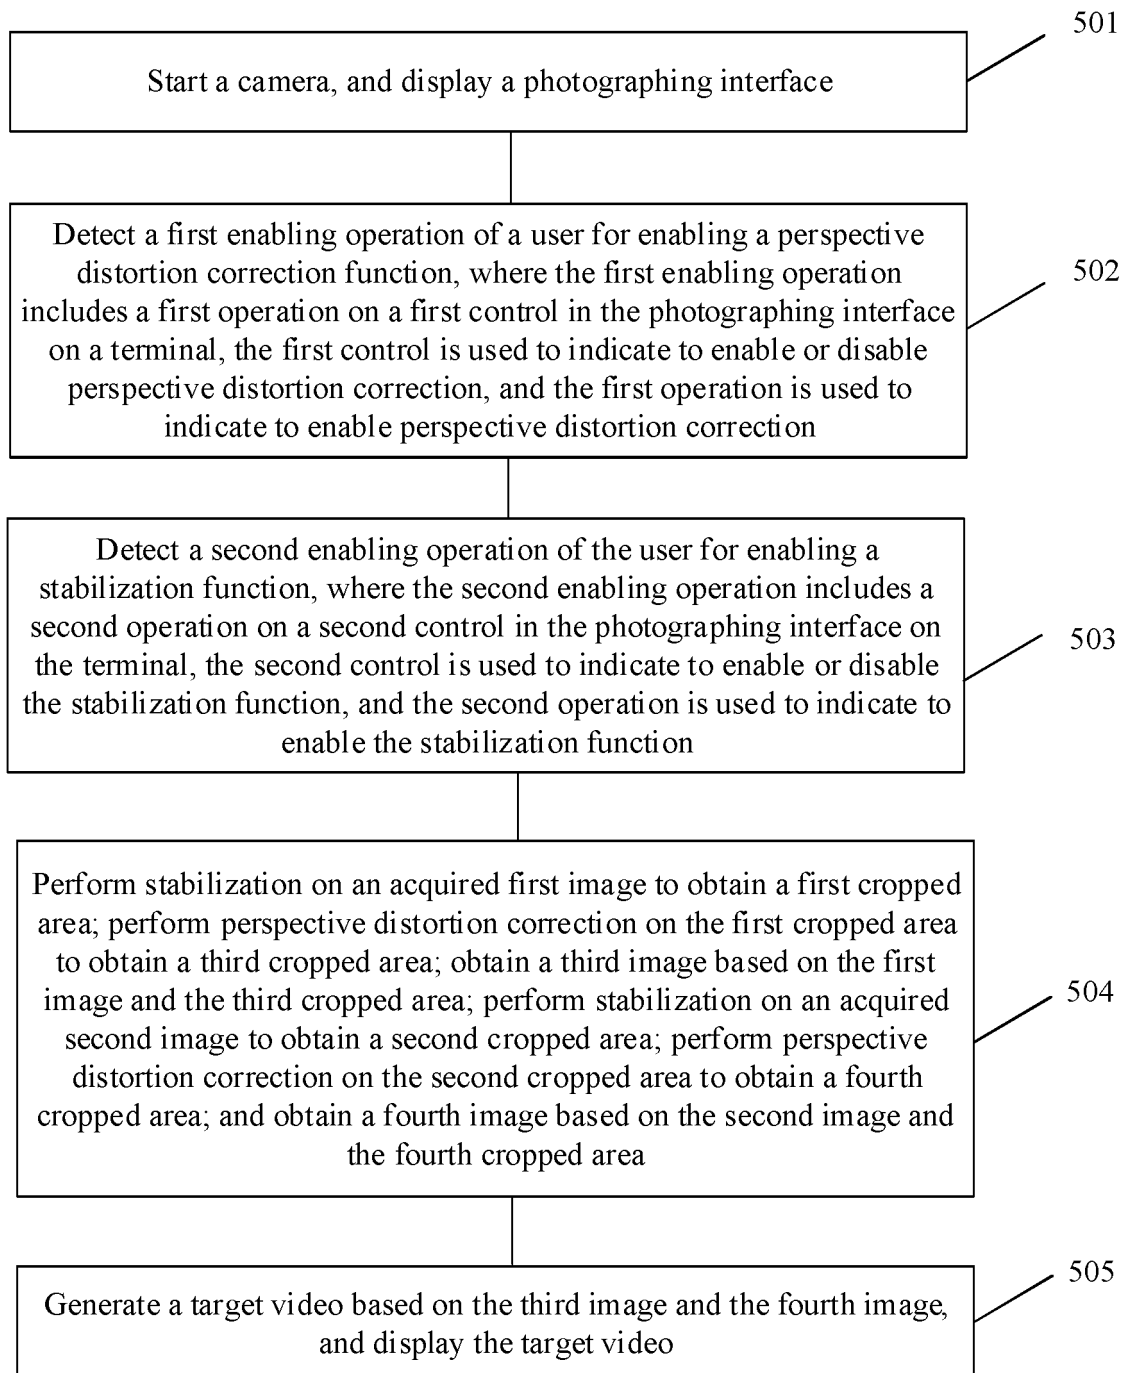 501
Start a camera, and display a photographing interface
Detect a first enabling operation of a user for enabling a perspective
distortion correction function, where the first enabling operation
includes a first operation on a first control in the photographing interface
on a terminal, the first control is used to indicate to enable or disable
perspective distortion correction, and the first operation is used to
indicate to enable perspective distortion correction
502
Detect a second enabling operation of the user for enabling a
stabilization function, where the second enabling operation includes a
second operation on a second control in the photographing interface on
the terminal, the second control is used to indicate to enable or disable
the stabilization function, and the second operation is used to indicate to
enable the stabilization function
503
Perform stabilization on an acquired first image to obtain a first cropped
area; perform perspective distortion correction on the first cropped area
to obtain a third cropped area; obtain a third image based on the first
image and the third cropped area; perform stabilization on an acquired
second image to obtain a second cropped area; perform perspective
distortion correction on the second cropped area to obtain a fourth
cropped area; and obtain a fourth image based on the second image and
the fourth cropped area
504
Generate a target video based on the third image and the fourth image,
and display the target video
505